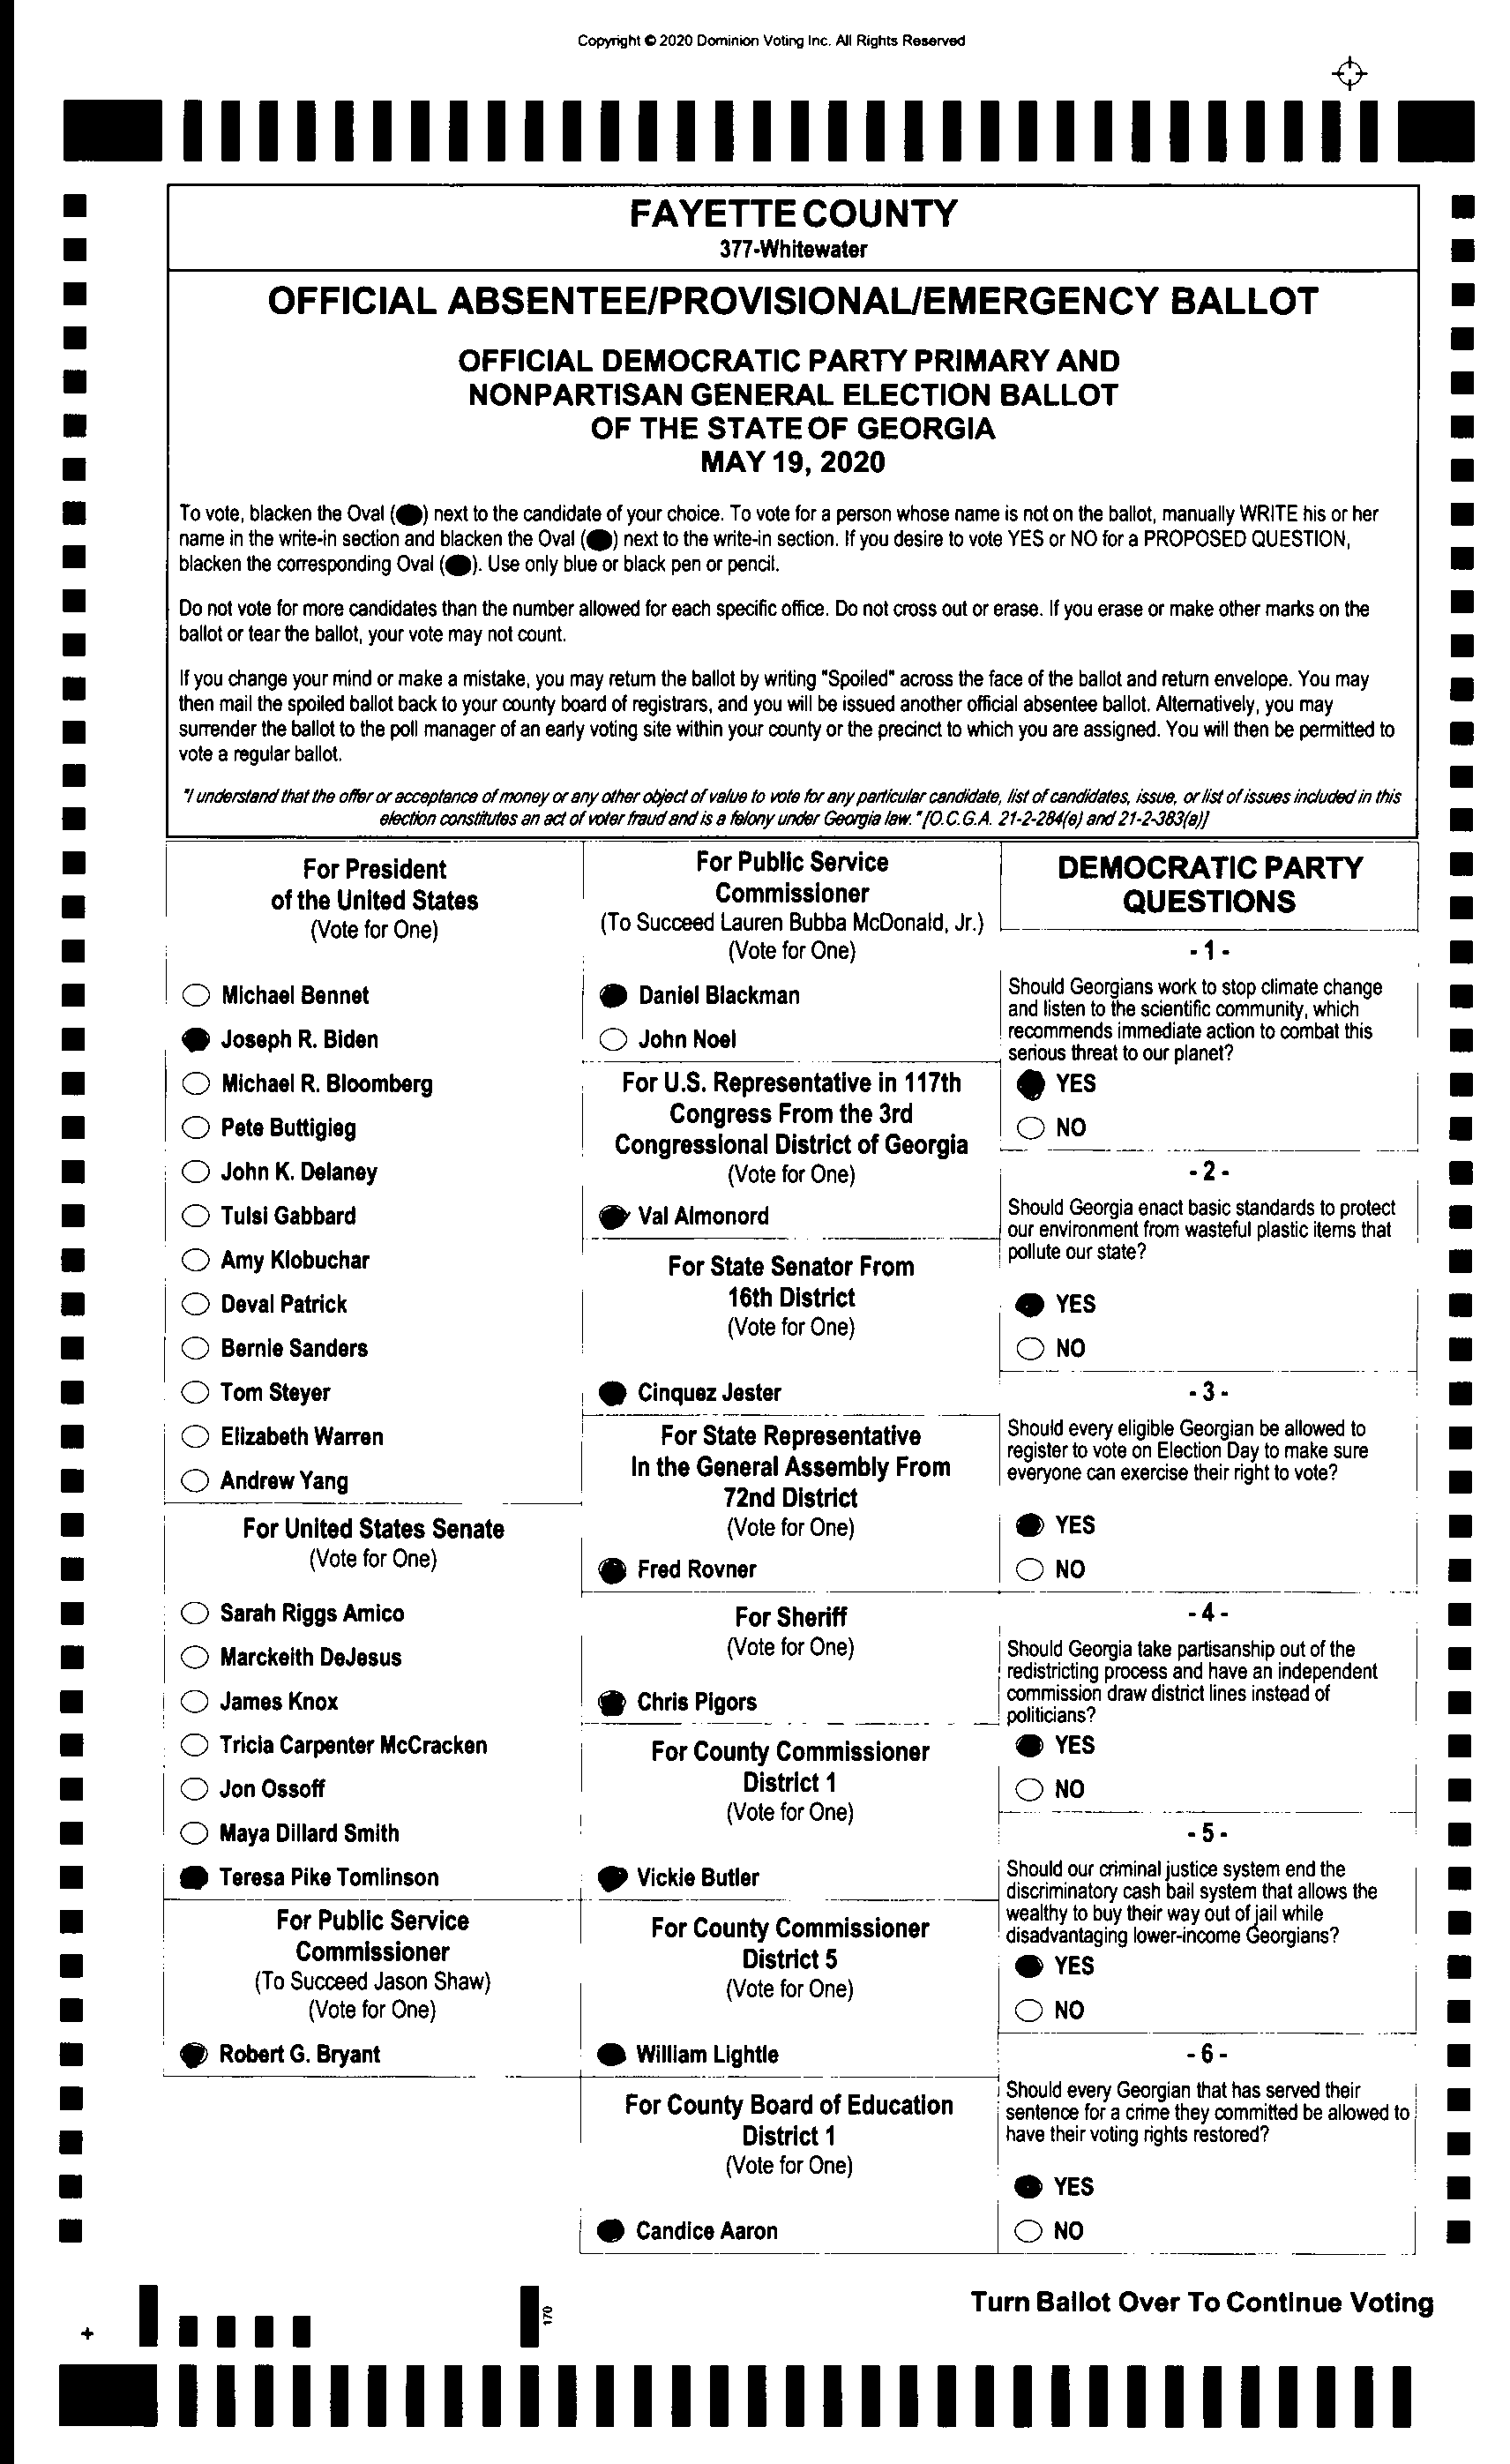 Copyright © 2020 Dominion Voting Inc. All Rights Reserved
FAYETTE COUNTY
377-Whitewater
OFFICIAL ABSENTEE/PROVISIONAL/EMERGENCY BALLOT
OFFICIAL DEMOCRATIC PARTY PRIMARY AND
NONPARTISAN GENERAL ELECTION BALLOT
OF THE STATE OF GEORGIA
MAY 19, 2020
To vote, blacken the Oval ( ) next to the candidate of your choice. To vote for a person whose name is not on the ballot, manually WRITE his or her
name in the write-in section and blacken the Oval ( ) next to the write-in section. If you desire to vote YES or NO for a PROPOSED QUESTION,
blacken the corresponding Oval ( ). Use only blue or black pen or pencil.
Do not vote for more candidates than the number allowed for each specific office. Do not cross out or erase. If you erase or make other marks on the
ballot or tear the ballot, your vote may not count.
If you change your mind or make a mistake, you may return the ballot by writing "Spoiled" across the face of the ballot and return envelope. You may
then mail the spoiled ballot back to your county board of registrars, and you will be issued another official absentee ballot. Alternatively, you may
surrender the ballot to the poll manager of an early voting site within your county or the precinct to which you are assigned. You will then be permitted to
vote a regular ballot.
"I understand that the offer or acceptance of money or any other object of value to vote for any particular candidate, list of candidates, issue, or list of issues included in this
election constitutes an act of voter fraud and is a felony under Georgia law. "[O.C.G.A. 21-2-284(e) and 21-2-383(a)]
For President
of the United States
(Vote for One)
Michael Bennet
Joseph R. Biden
Michael R. Bloomberg
Pete Buttigieg
John K. Delaney
Tulsi Gabbard
Amy Klobuchar
Deval Patrick
Bernie Sanders
Tom Steyer
Elizabeth Warren
Andrew Yang
For United States Senate
(Vote for One)
Sarah Riggs Amico
Marckeith DeJesus
James Knox
Tricia Carpenter McCracken
Jon Ossoff
Maya Dillard Smith
Teresa Pike Tomlinson
For Public Service
Commissioner
(To Succeed Jason Shaw)
(Vote for One)
Robert G. Bryant
For Public Service
Commissioner
(To Succeed Lauren Bubba McDonald, Jr.)
(Vote for One)
Daniel Blackman
John Noel
For U.S. Representative in 117th
Congress From the 3rd
Congressional District of Georgia
(Vote for One)
Val Almonord
For State Senator From
16th District
(Vote for One)
Cinquez Jester
For State Representative
In the General Assembly From
72nd District
(Vote for One)
Fred Rovner
For Sheriff
(Vote for One)
Chris Pigors
For County Commissioner
District 1
(Vote for One)
Vickie Butler
For County Commissioner
District 5
(Vote for One)
William Lightle
For County Board of Education
District 1
(Vote for One)
Candice Aaron
DEMOCRATIC PARTY
QUESTIONS
- 1 -
Should Georgians work to stop climate change
and listen to the scientific community, which
recommends immediate action to combat this
serious threat to our planet?
YES
NO
- 2 -
Should Georgia enact basic standards to protect
our environment from wasteful plastic items that
pollute our state?
YES
NO
- 3 -
Should every eligible Georgian be allowed to
register to vote on Election Day to make sure
everyone can exercise their right to vote?
YES
NO
- 4 -
Should Georgia take partisanship out of the
redistricting process and have an independent
commission draw district lines instead of
politicians?
YES
NO
- 5 -
Should our criminal justice system end the
discriminatory cash bail system that allows the
wealthy to buy their way out of jail while
disadvantaging lower-income Georgians?
YES
NO
- 6 -
Should every Georgian that has served their
sentence for a crime they committed be allowed to
have their voting rights restored?
YES
NO
170
Turn Ballot Over To Continue Voting